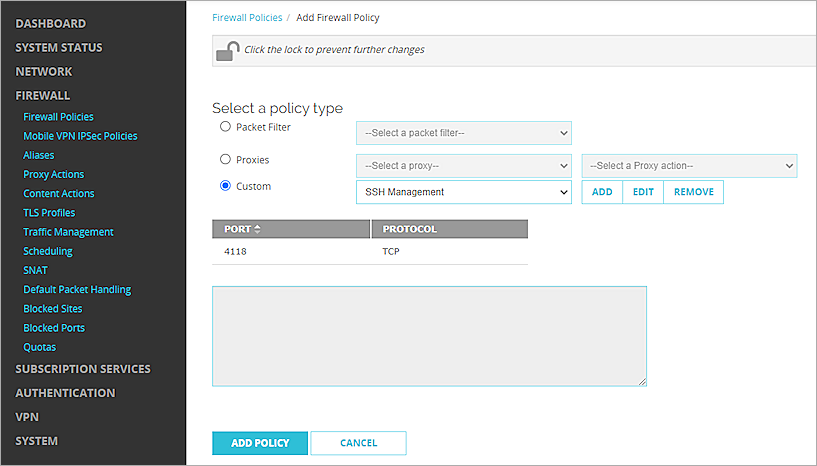 DASHBOARD
SYSTEM STATUS
NETWORK
FIREWALL
Firewall Policies
Mobile VPN IPSec Policies
Aliases
Proxy Actions
Content Actions
TLS Profiles
Traffic Management
Scheduling
SNAT
Default Packet Handling
Blocked Sites
Blocked Ports
Quotas
SUBSCRIPTION SERVICES
AUTHENTICATION
VPN
SYSTEM
Firewall Policies / Add Firewall Policy
Click the lock to prevent further changes
Select a policy type
Packet Filter --Select a packet filter--
Proxies --Select a proxy-- --Select a Proxy action--
Custom SSH Management ADD EDIT REMOVE
PORT PROTOCOL
4118 TCP
ADD POLICY CANCEL